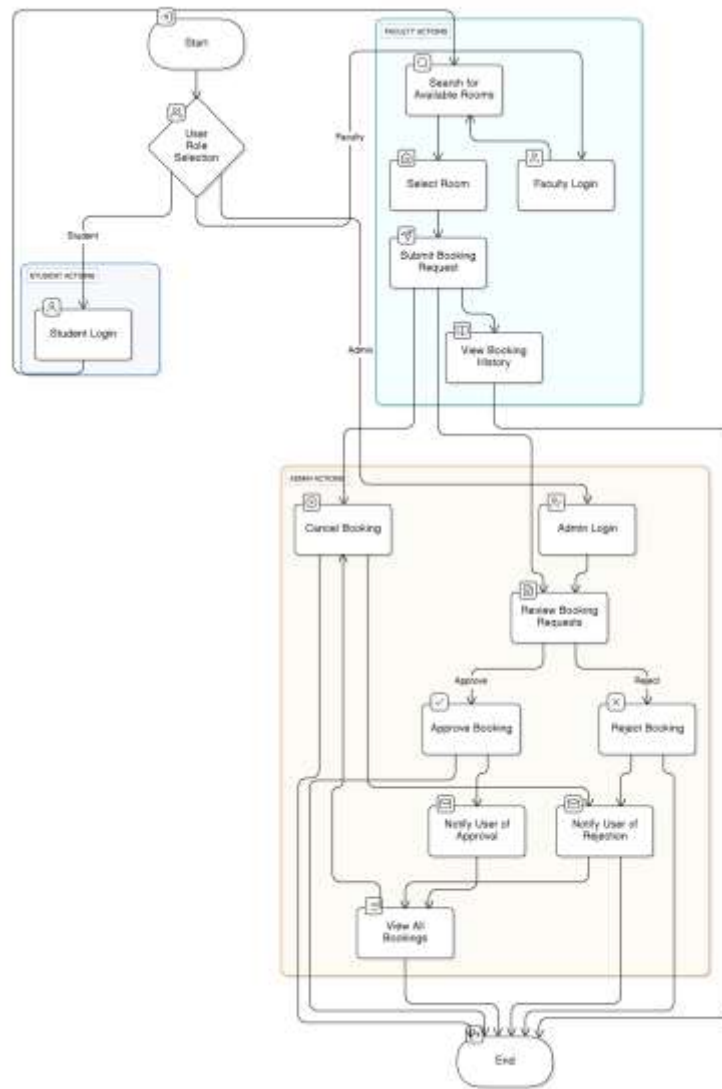 Start
User
Role
Selection
Student
Faculty
Admin
STUDENT ACTIONS
Student Login
FACULTY ACTIONS
Search for
Available Rooms
Select Room
Faculty Login
Submit Booking
Request
View Booking
History
ADMIN ACTIONS
Cancel Booking
Admin Login
Review Booking
Requests
Approve
Reject
Approve Booking
Reject Booking
Notify User of
Approval
Notify User of
Rejection
View All
Bookings
End